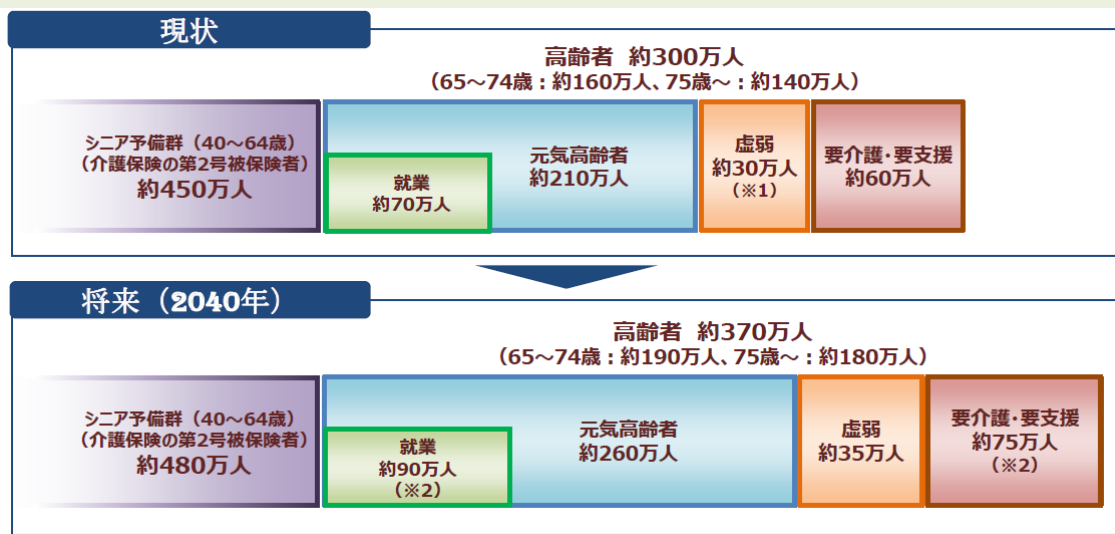 現状
高齢者 約300万人
(65～74歳：約160万人、75歳～：約140万人)
シニア予備群（40～64歳）
（介護保険の第2号被保険者）
約450万人
就業
約70万人
元気高齢者
約210万人
虚弱
約30万人
(※1)
要介護・要支援
約60万人
将来（2040年）
高齢者 約370万人
(65～74歳：約190万人、75歳～：約180万人)
シニア予備群（40～64歳）
（介護保険の第2号被保険者）
約480万人
就業
約90万人
(※2)
元気高齢者
約260万人
虚弱
約35万人
要介護・要支援
約75万人
(※2)